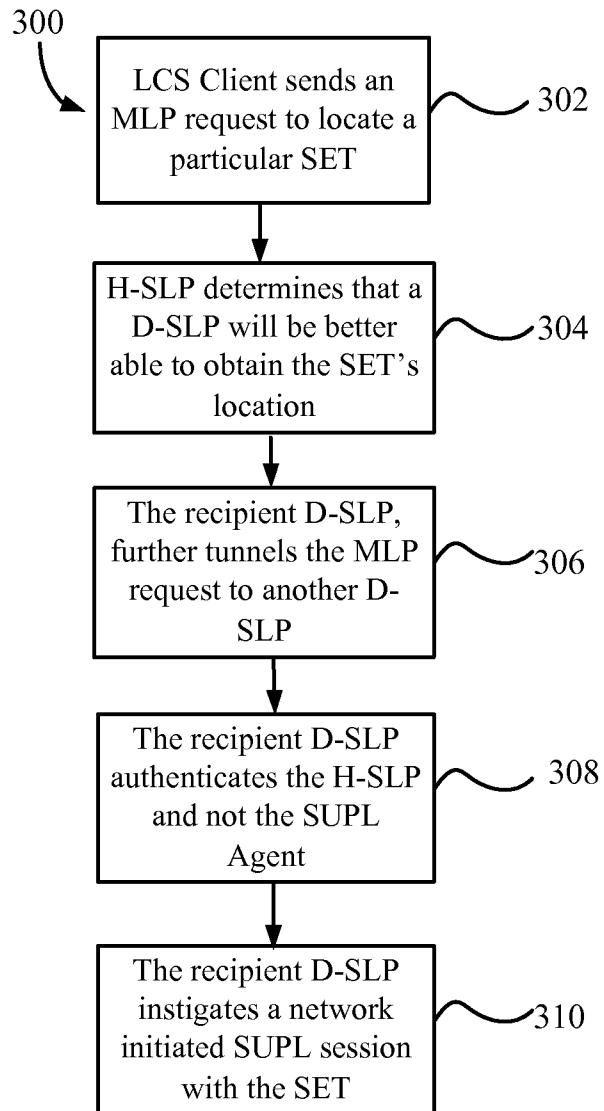 300
LCS Client sends an
MLP request to locate a
particular SET
302
H-SLP determines that a
D-SLP will be better
able to obtain the SET's
location
304
The recipient D-SLP,
further tunnels the MLP
request to another D-
SLP
306
The recipient D-SLP
authenticates the H-SLP
and not the SUPL
Agent
308
The recipient D-SLP
instigates a network
initiated SUPL session
with the SET
310